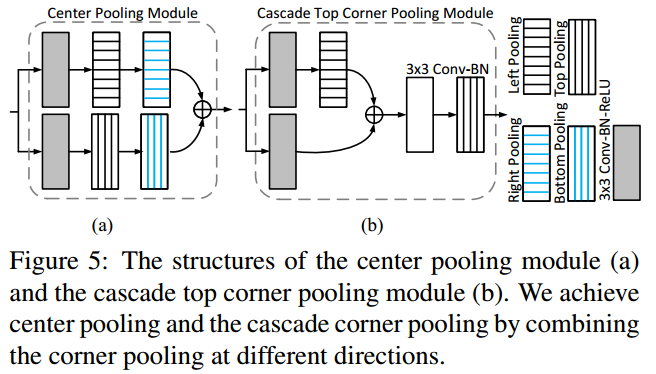 Center Pooling Module
Cascade Top Corner Pooling Module
3x3 Conv-BN
Left Pooling
Top Pooling
Right Pooling
Bottom Pooling
3x3 Conv-BN-ReLU
(a)
(b)
Figure 5: The structures of the center pooling module (a)
and the cascade top corner pooling module (b). We achieve
center pooling and the cascade corner pooling by combining
the corner pooling at different directions.